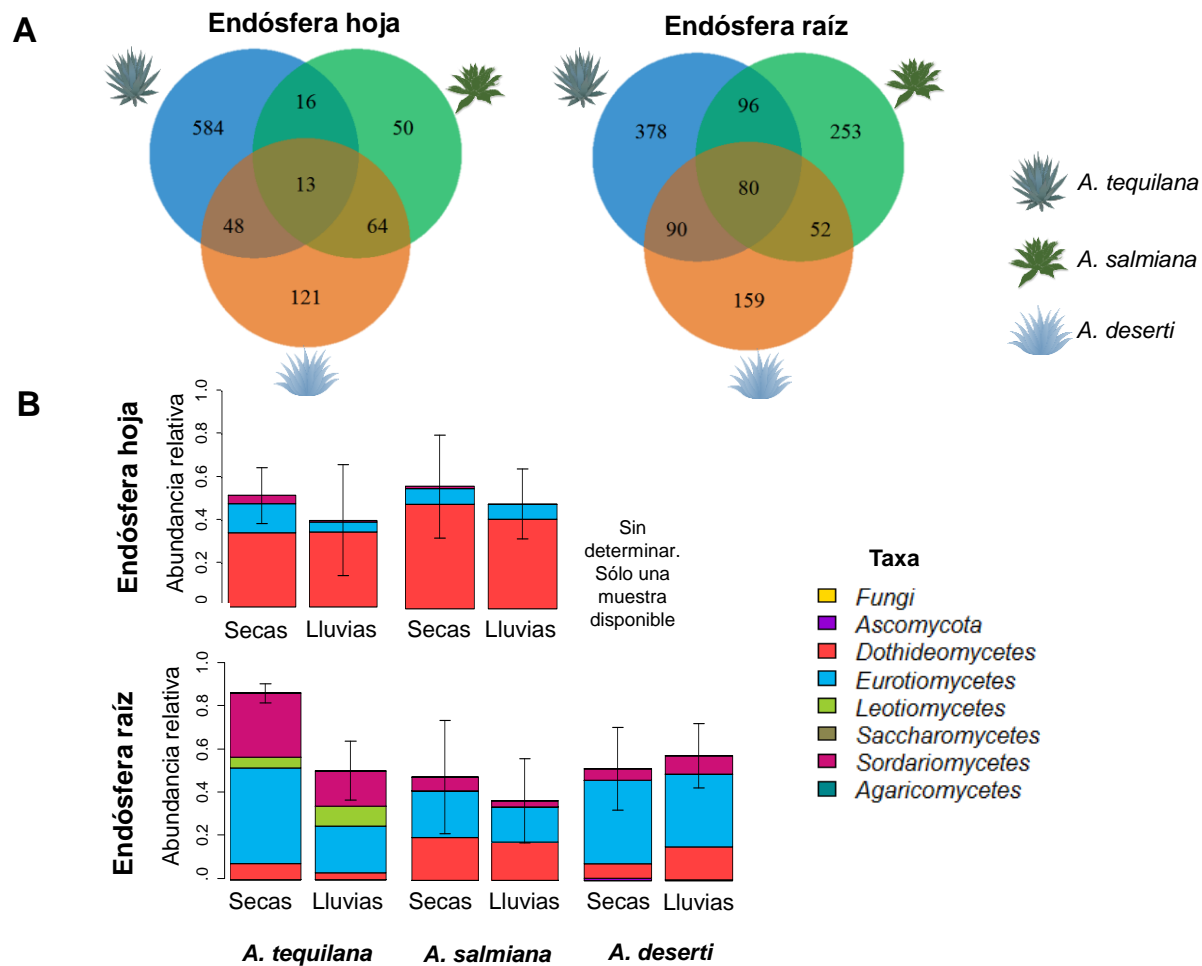 A
Endósfera hoja
584
16
50
13
48
64
121
Endósfera raíz
378
96
253
80
90
52
159
A. tequilana
A. salmiana
A. deserti
B
Endósfera hoja
Abundancia relativa
0
0.2
0.4
0.6
0.8
1.0
Secas
Lluvias
Secas
Lluvias
Sin
determinar.
Sólo una
muestra
disponible
Endósfera raíz
Abundancia relativa
.0
0.2
0.4
0.6
0.8
1.0
Secas
Lluvias
Secas
Lluvias
Secas
Lluvias
A. tequilana
A. salmiana
A. deserti
Taxa
Fungi
Ascomycota
Dothideomycetes
Eurotiomycetes
Leotiomycetes
Saccharomycetes
Sordariomycetes
Agaricomycetes